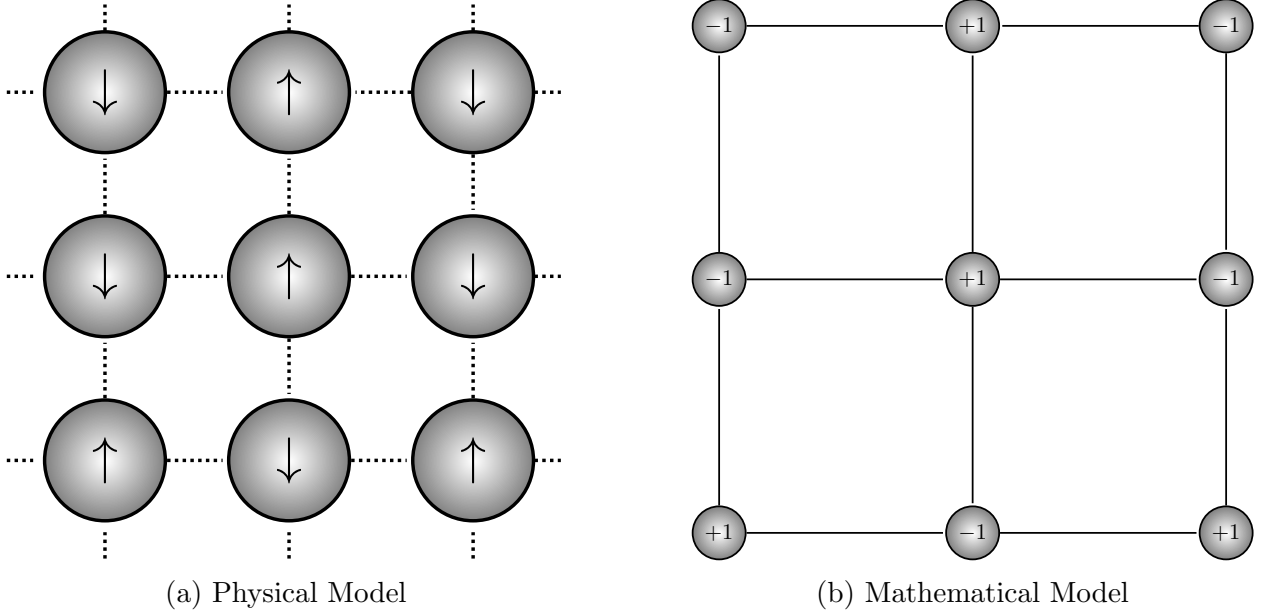 ↓ ↑ ↓
↓ ↑ ↓
↑ ↓ ↑
(a) Physical Model
−1 +1 −1
−1 +1 −1
+1 −1 +1
(b) Mathematical Model